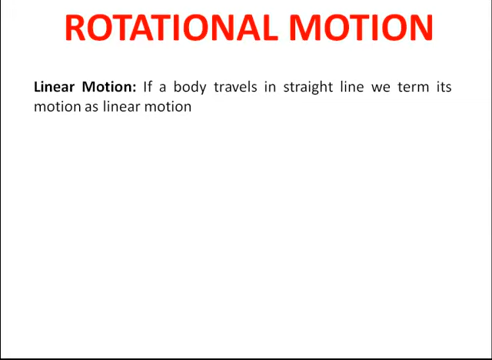 ROTATIONAL MOTION
Linear Motion: If a body travels in straight line we term its
motion as linear motion